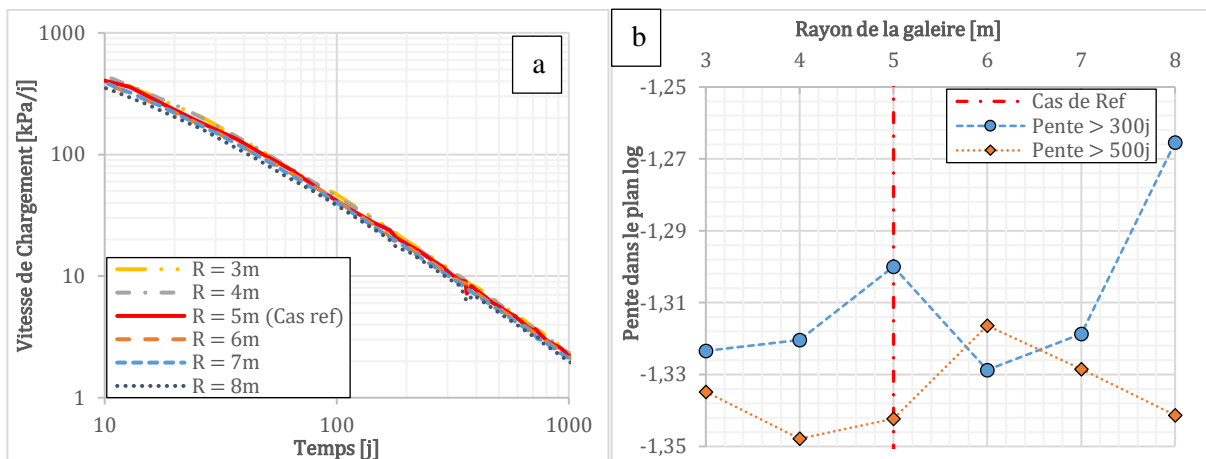 a
Vitesse de Chargement [kPa/j]
1000
100
10
1
R = 3m
R = 4m
R = 5m (Cas ref)
R = 6m
R = 7m
R = 8m
10 100 1000
Temps [j]
b
Rayon de la galeire [m]
3 4 5 6 7 8
Pente dans le plan log
-1,25
-1,27
-1,29
-1,31
-1,33
-1,35
Cas de Ref
Pente > 300j
Pente > 500j